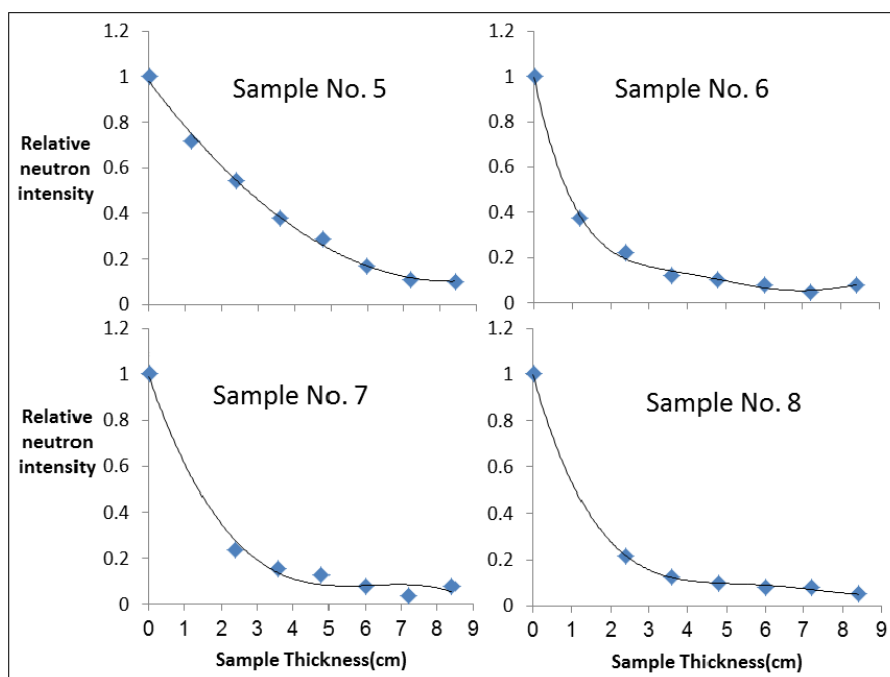 1.2
1
0.8
0.6
0.4
0.2
0
Relative
neutron
intensity
Sample No. 5
1.2
1
0.8
0.6
0.4
0.2
0
Sample No. 6
1.2
1
0.8
0.6
0.4
0.2
0
Relative
neutron
intensity
Sample No. 7
0 1 2 3 4 5 6 7 8 9
Sample Thickness(cm)
1.2
1
0.8
0.6
0.4
0.2
0
Sample No. 8
0 1 2 3 4 5 6 7 8 9
Sample Thickness(cm)